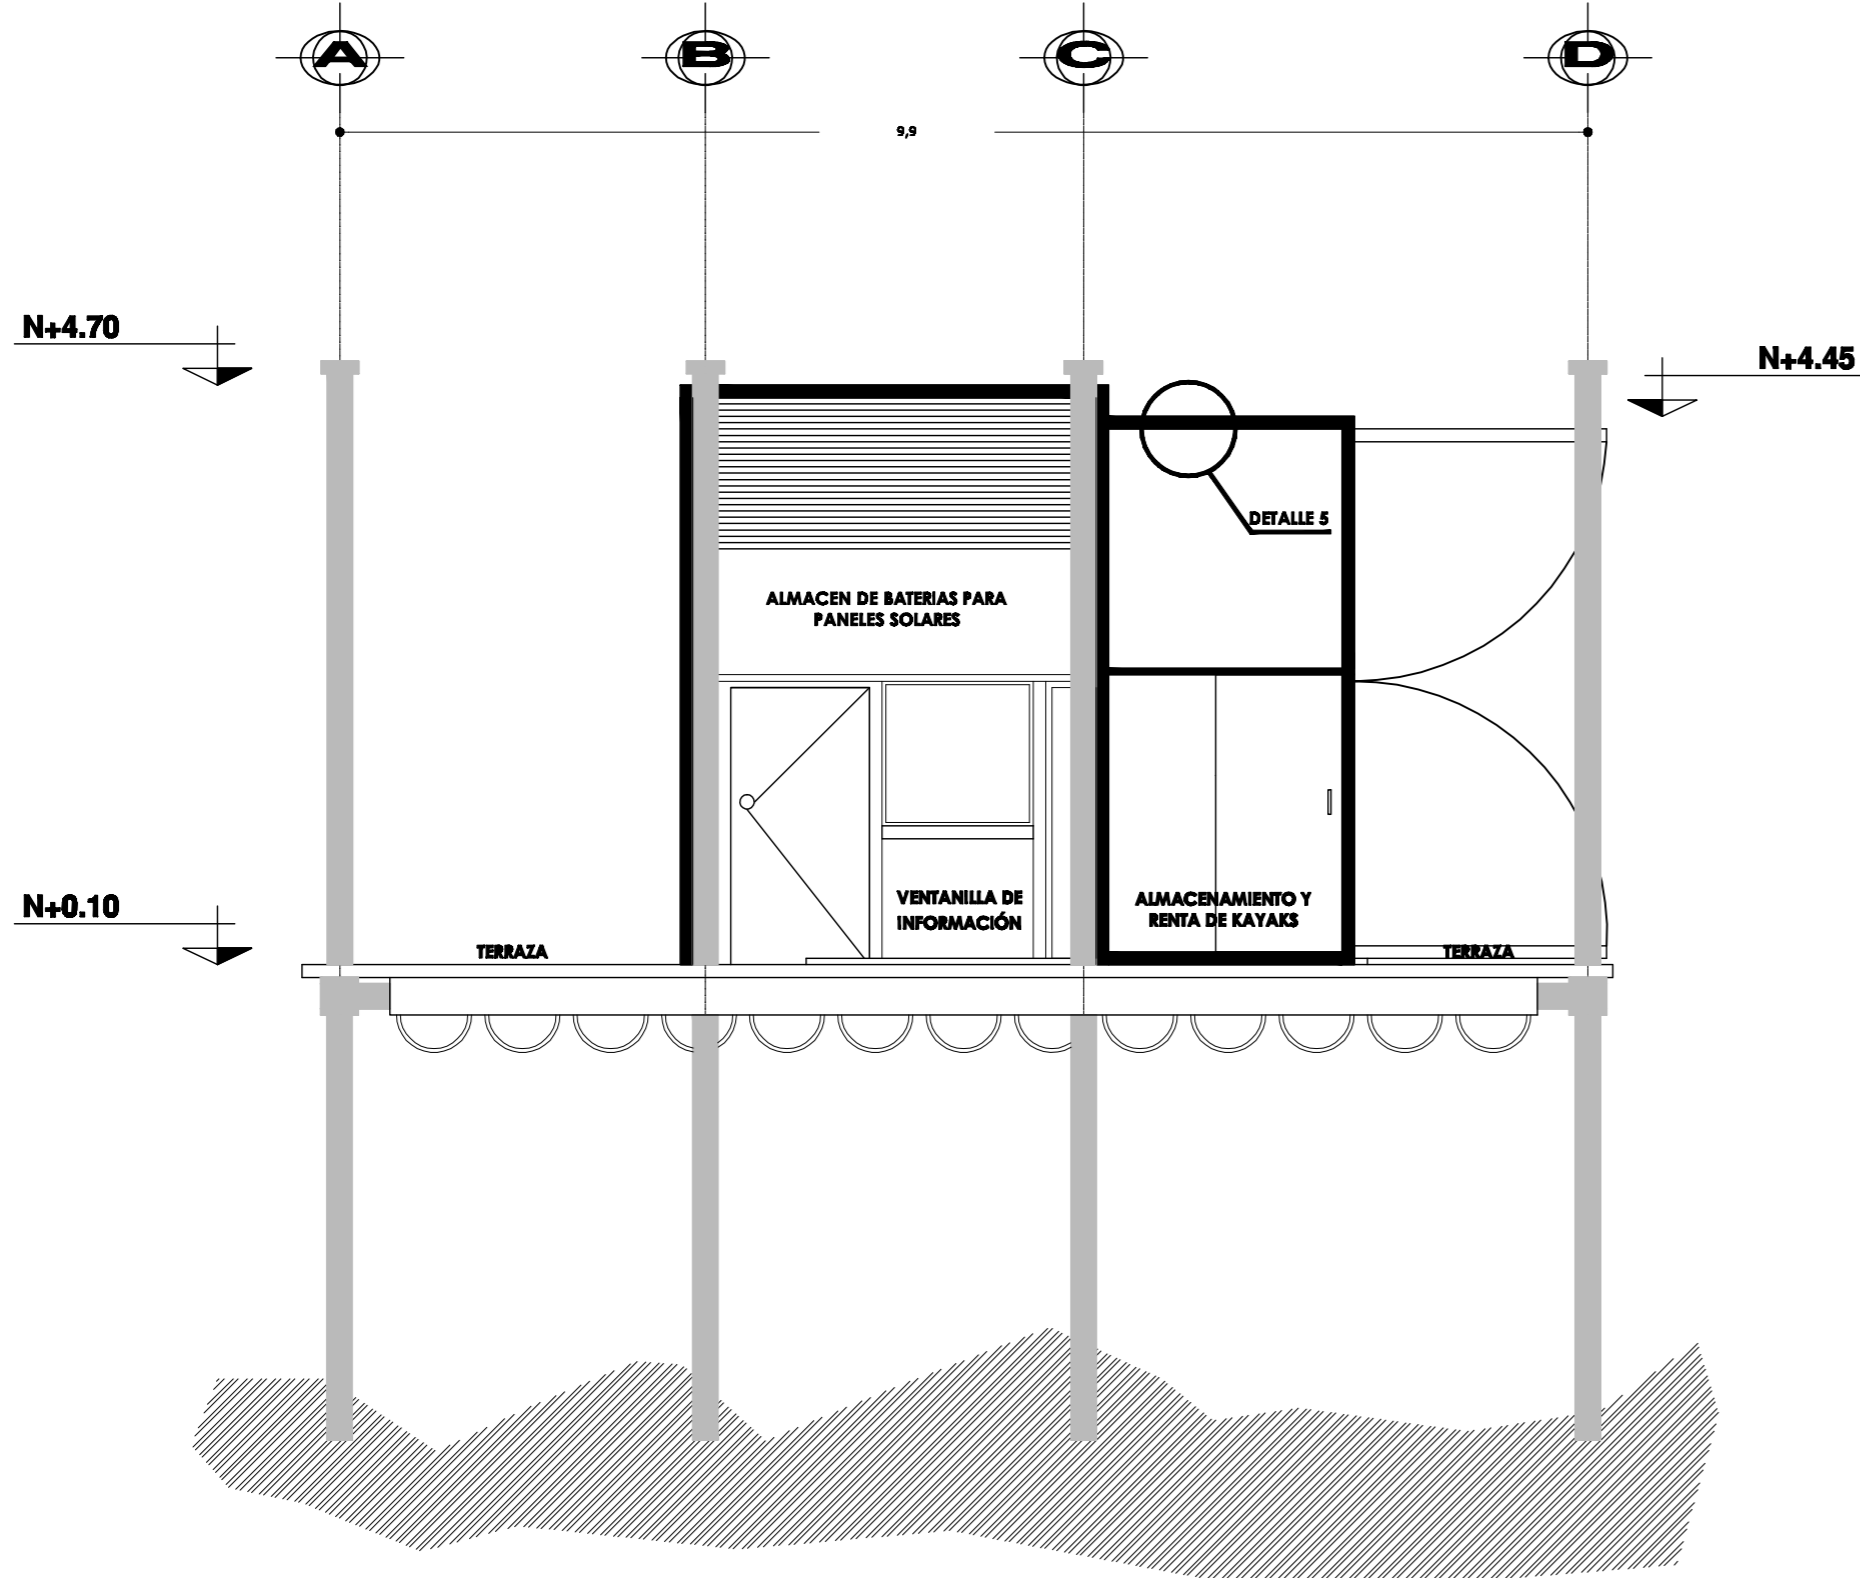 A B C D
9,9
N+4.70
N+4.45
DETALLE 5
ALMACEN DE BATERIAS PARA
PANELES SOLARES
VENTANILLA DE
INFORMACIÓN
ALMACENAMIENTO Y
RENTA DE KAYAKS
N+0.10
TERRAZA
TERRAZA